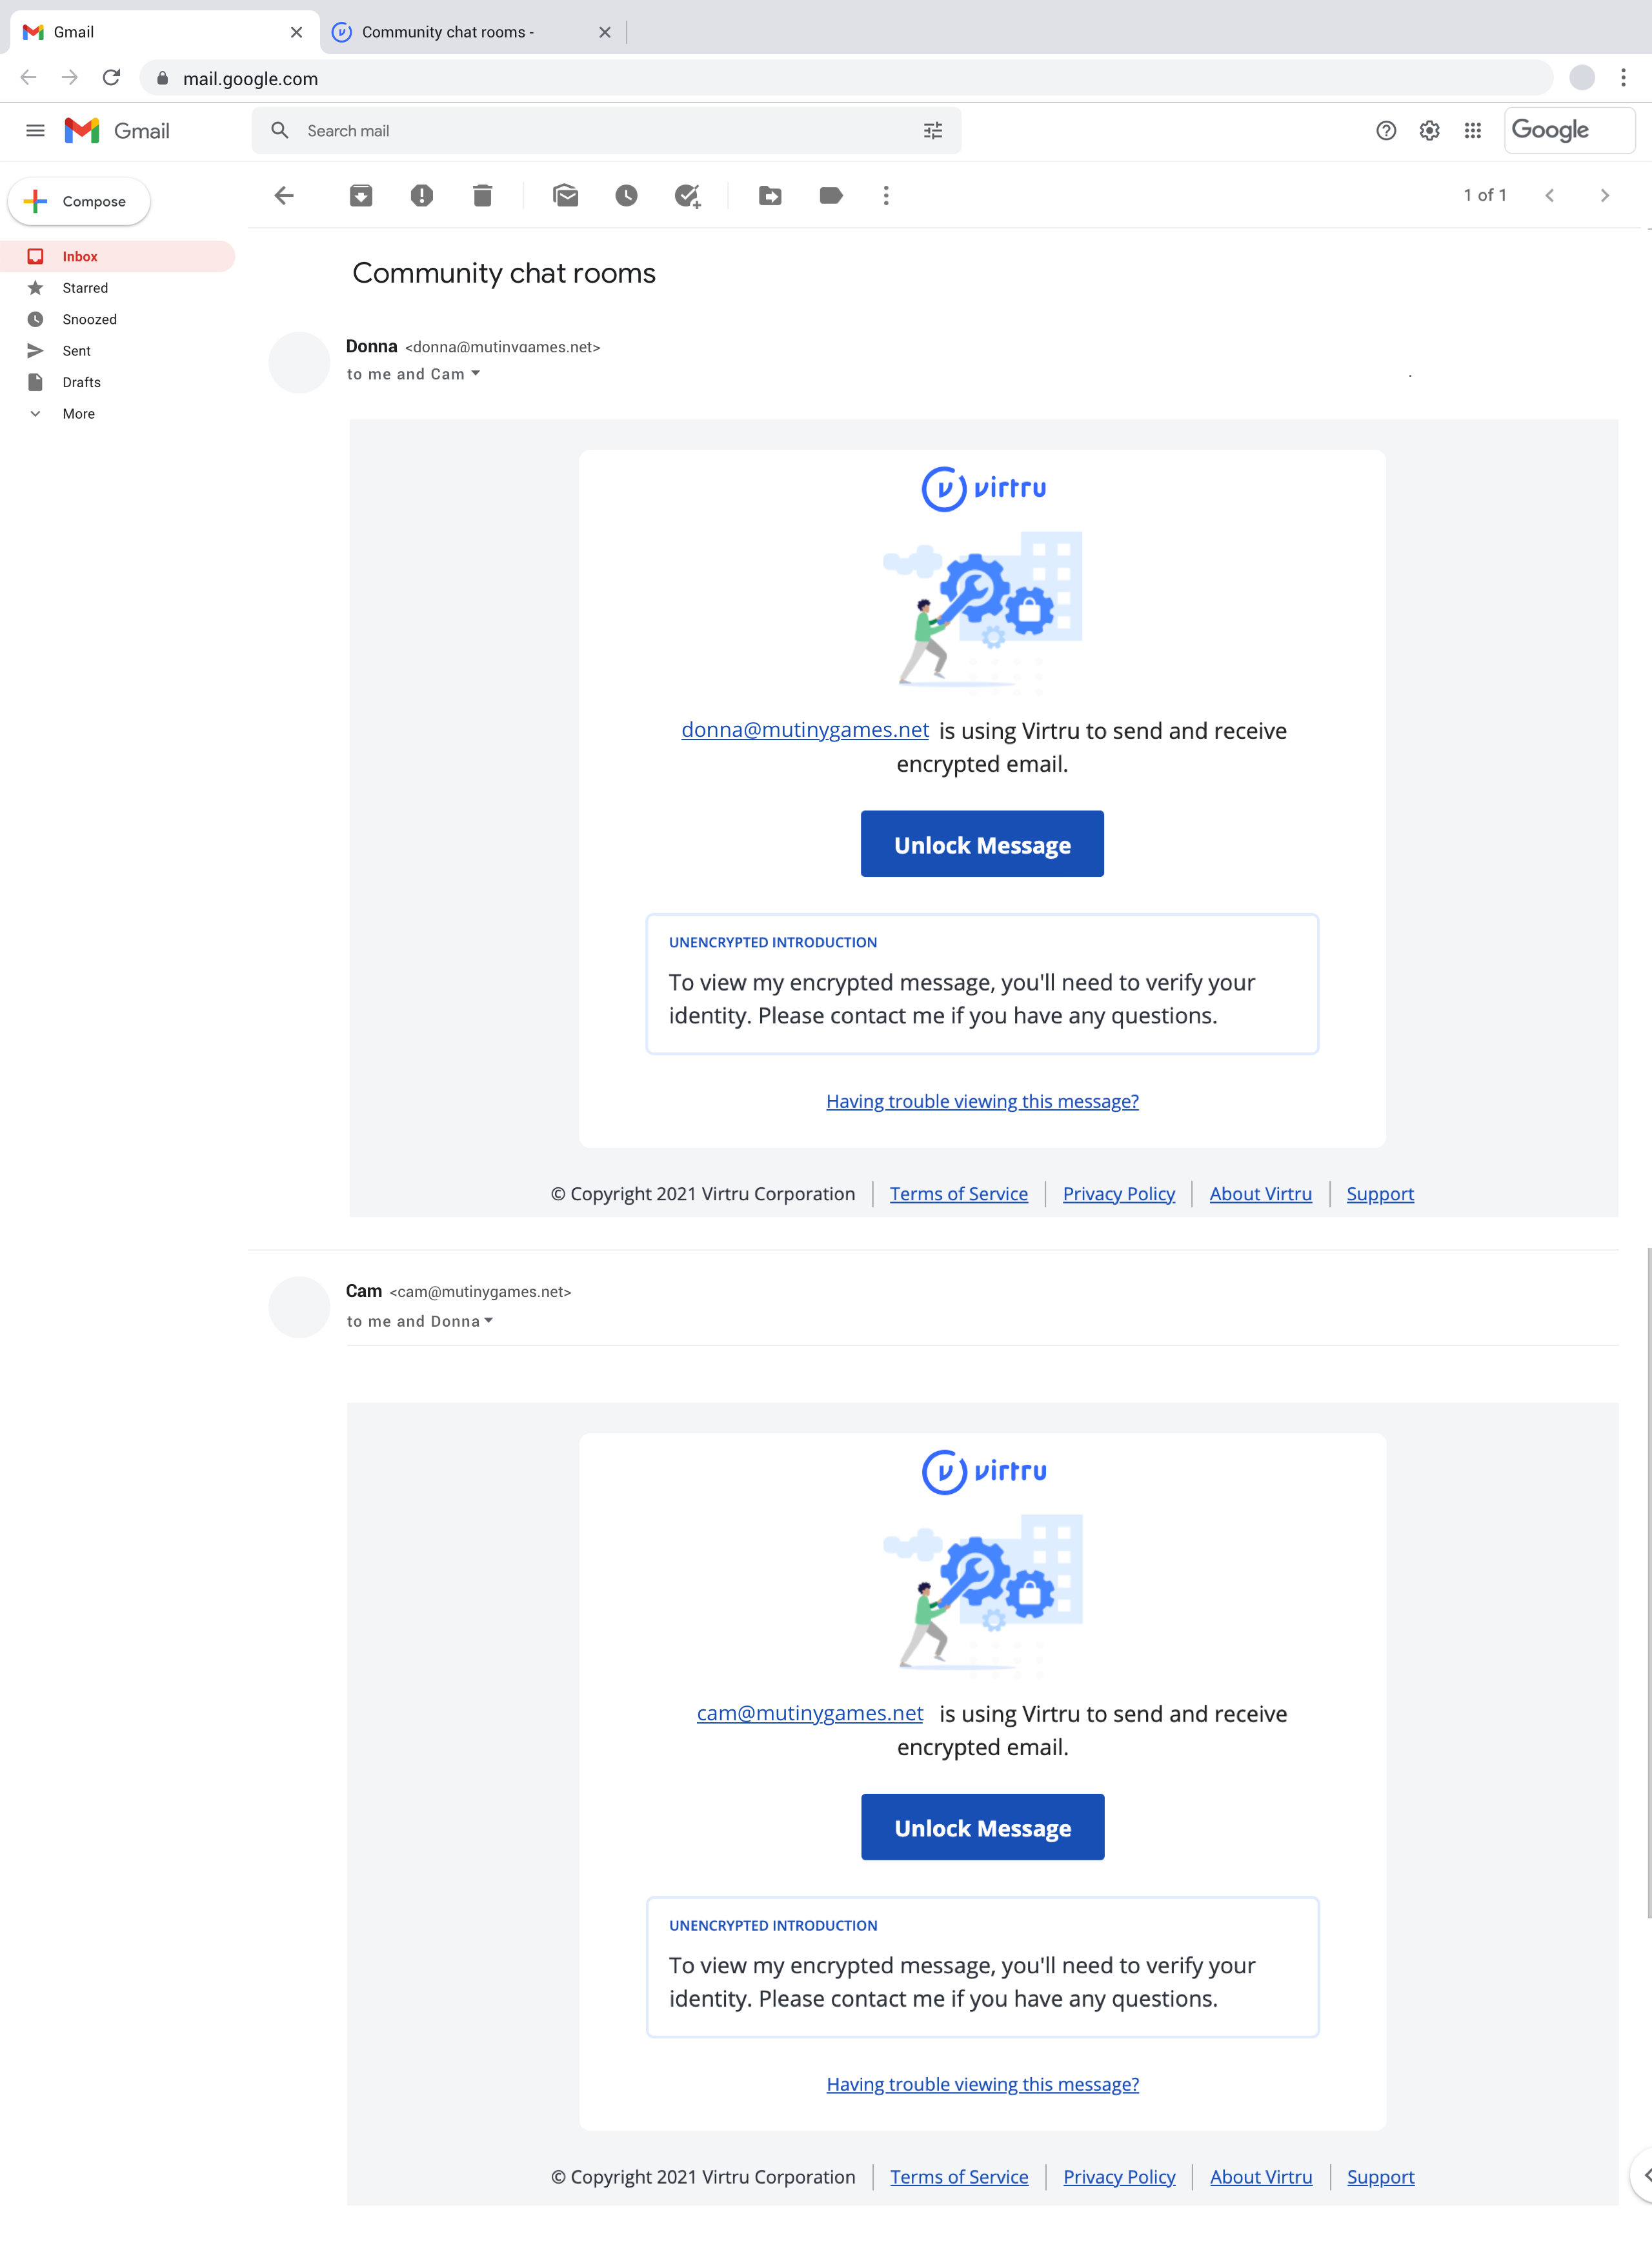 Gmail
Community chat rooms -
mail.google.com
Gmail
Search mail
Google
Compose
1 of 1
Inbox
Starred
Snoozed
Sent
Drafts
More
Community chat rooms
Donna <donna@mutinygames.net>
to me and Cam
virtru
donna@mutinygames.net is using Virtru to send and receive
encrypted email.
Unlock Message
UNENCRYPTED INTRODUCTION
To view my encrypted message, you'll need to verify your
identity. Please contact me if you have any questions.
Having trouble viewing this message?
© Copyright 2021 Virtru Corporation | Terms of Service | Privacy Policy | About Virtru | Support
Cam <cam@mutinygames.net>
to me and Donna
virtru
cam@mutinygames.net is using Virtru to send and receive
encrypted email.
Unlock Message
UNENCRYPTED INTRODUCTION
To view my encrypted message, you'll need to verify your
identity. Please contact me if you have any questions.
Having trouble viewing this message?
© Copyright 2021 Virtru Corporation | Terms of Service | Privacy Policy | About Virtru | Support